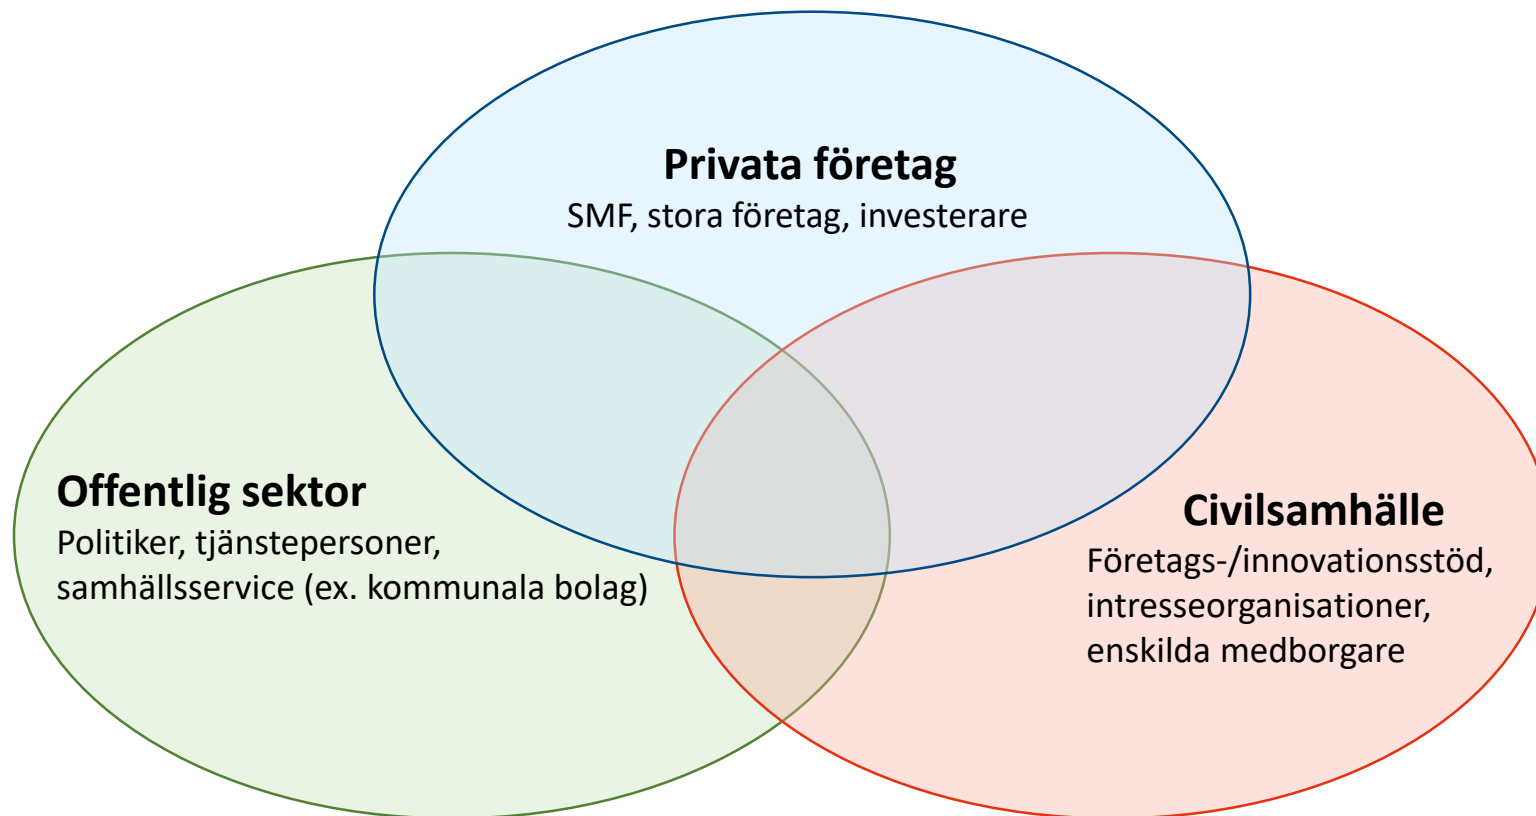 Privata företag
SMF, stora företag, investerare
Offentlig sektor
Politiker, tjänstepersoner,
samhällsservice (ex. kommunala bolag)
Civilsamhälle
Företags-/innovationsstöd,
intresseorganisationer,
enskilda medborgare